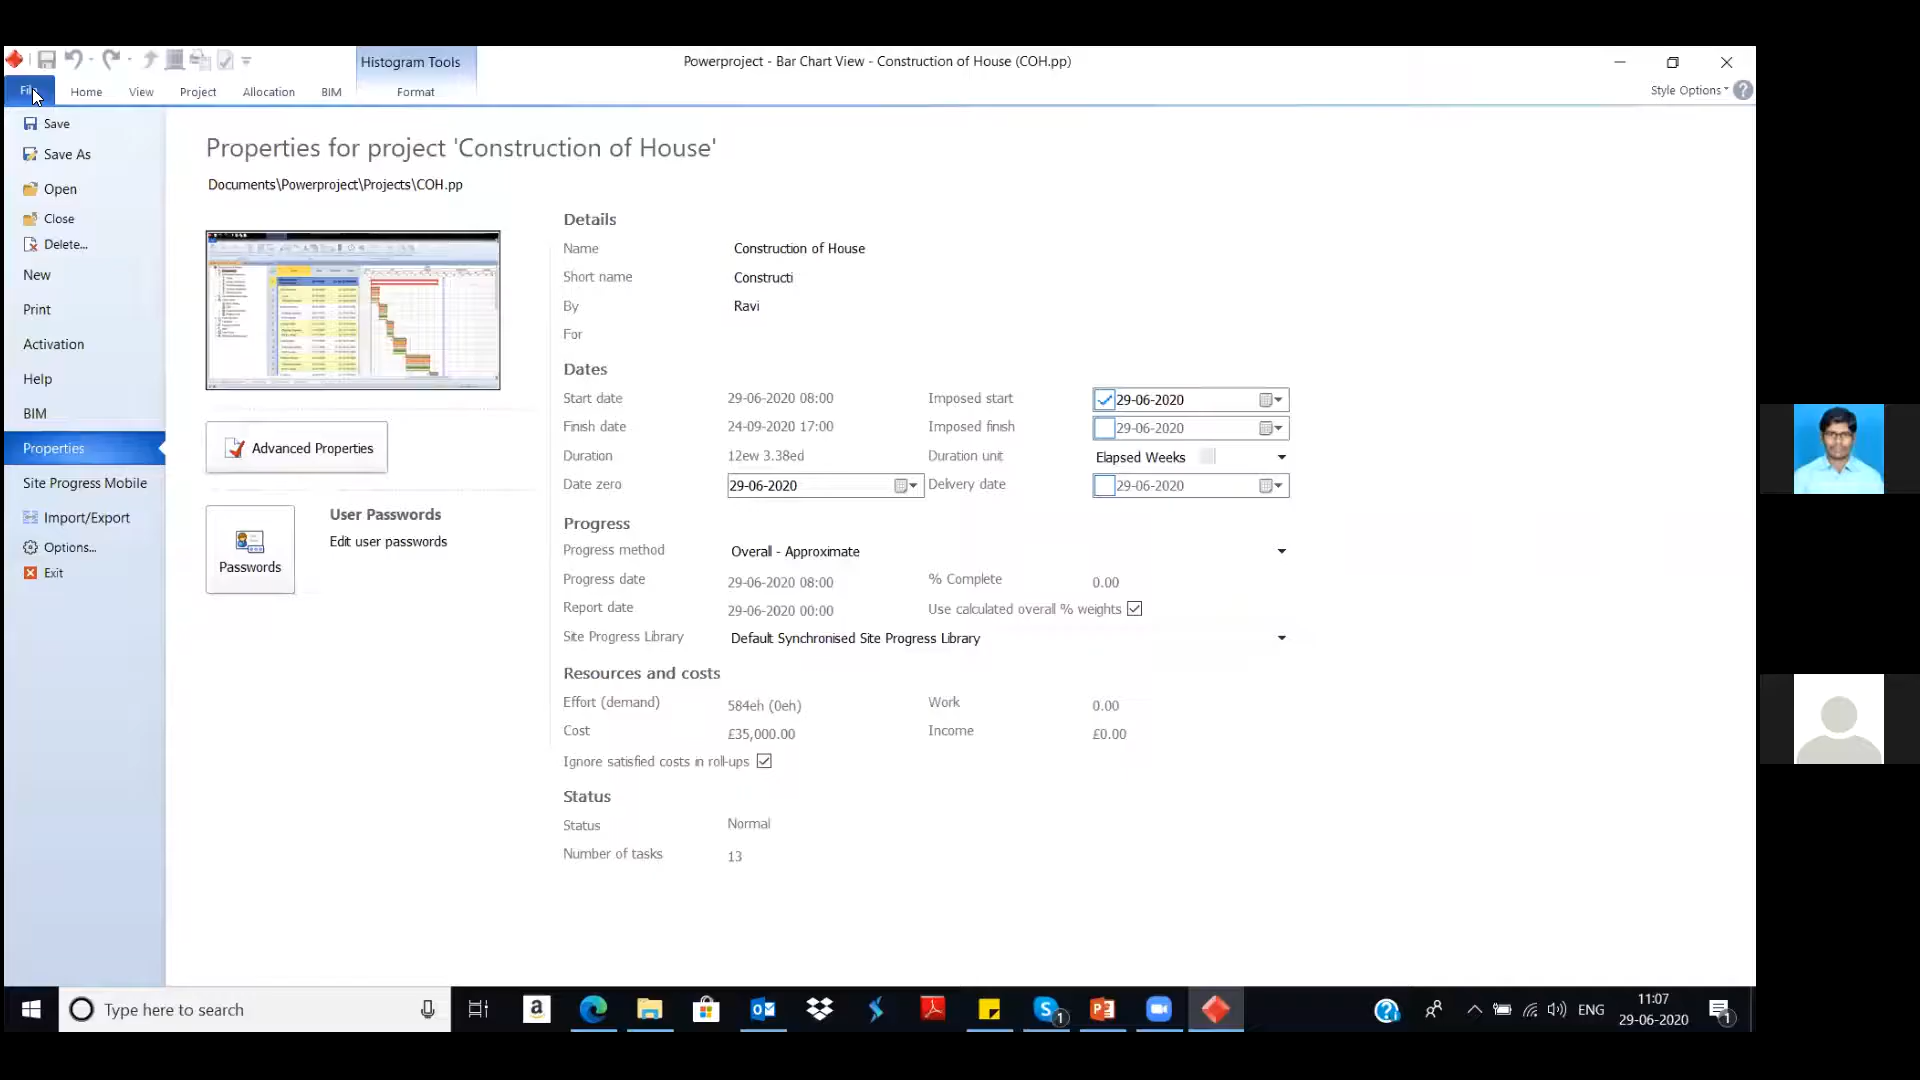 Histogram Tools
Powerproject - Bar Chart View - Construction of House (COH.pp)
Home View Project Allocation BIM Format
Style Options
Save
Save As
Open
Close
Delete...
New
Print
Activation
Help
BIM
Properties
Site Progress Mobile
Import/Export
Options...
Exit
Properties for project 'Construction of House'
Documents\Powerproject\Projects\COH.pp
Advanced Properties
Passwords
User Passwords
Edit user passwords
Details
Name Construction of House
Short name Constructi
By Ravi
For
Dates
Start date 29-06-2020 08:00 Imposed start 29-06-2020
Finish date 24-09-2020 17:00 Imposed finish 29-06-2020
Duration 12ew 3.38ed Duration unit Elapsed Weeks
Date zero 29-06-2020 Delivery date 29-06-2020
Progress
Progress method Overall - Approximate
Progress date 29-06-2020 08:00 % Complete 0.00
Report date 29-06-2020 00:00 Use calculated overall % weights
Site Progress Library Default Synchronised Site Progress Library
Resources and costs
Effort (demand) 584eh (0eh) Work 0.00
Cost £35,000.00 Income £0.00
Ignore satisfied costs in roll-ups
Status
Status Normal
Number of tasks 13
Type here to search
ENG
11:07
29-06-2020